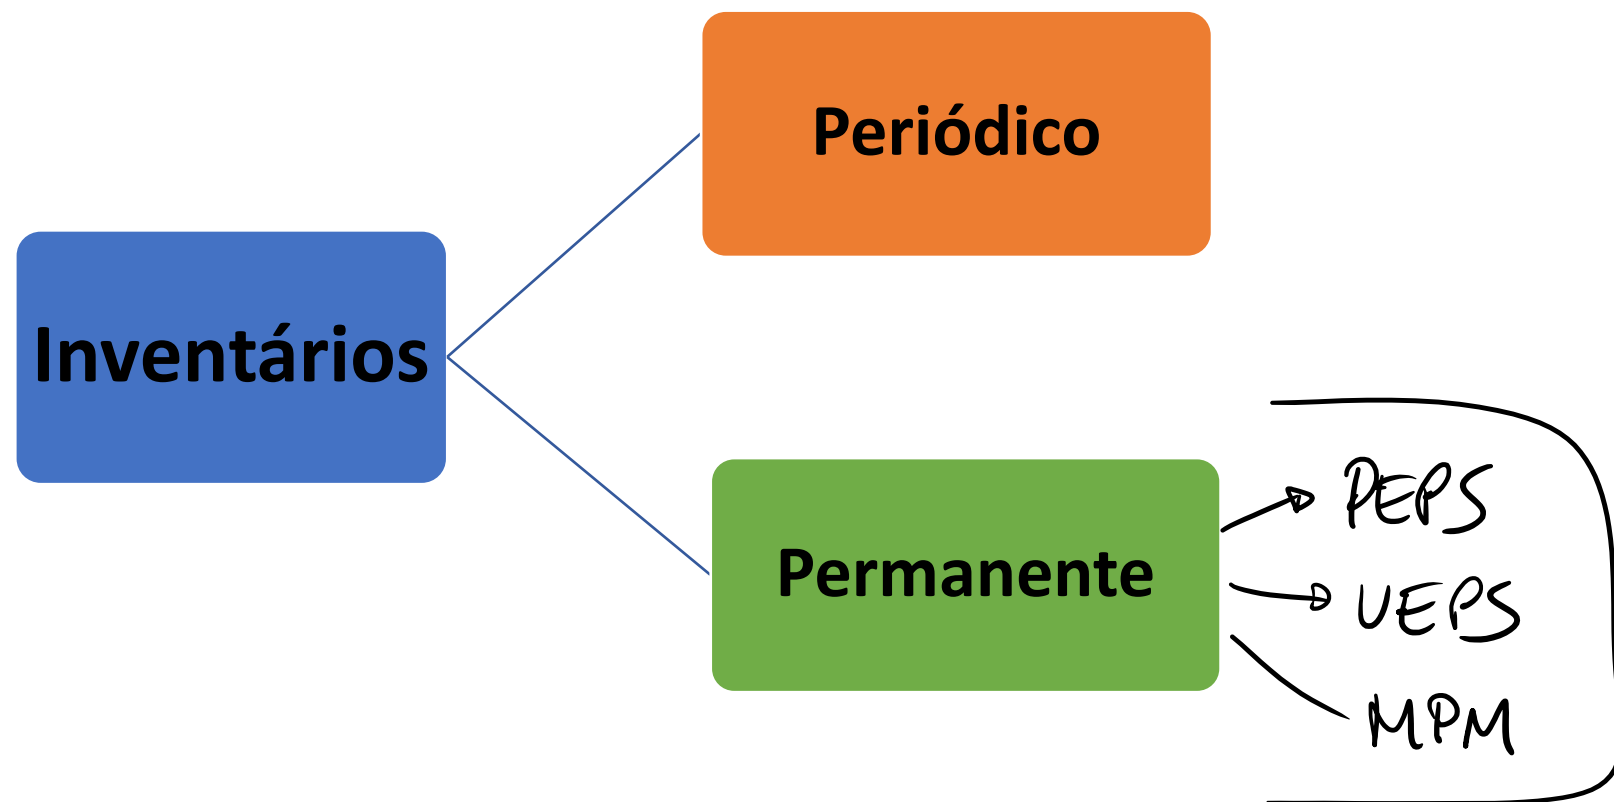 Periódico
Inventários
Permanente
PEPS
UEPS
MPM